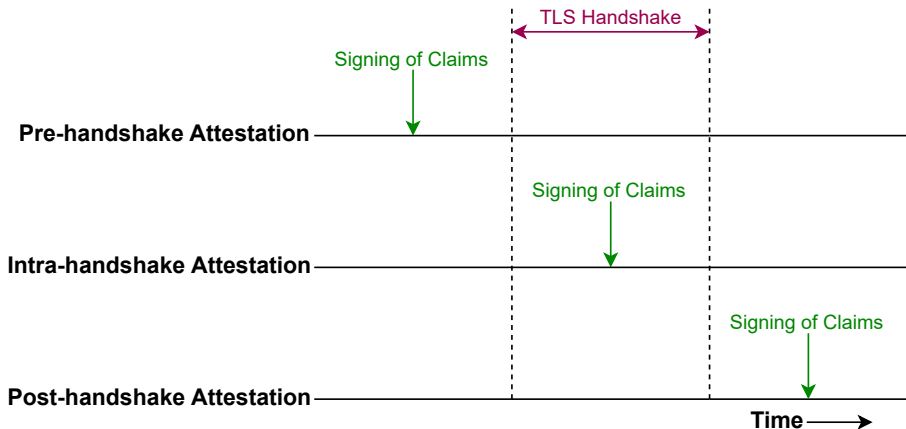 TLS Handshake
Signing of Claims
Pre-handshake Attestation
Signing of Claims
Intra-handshake Attestation
Signing of Claims
Post-handshake Attestation
Time